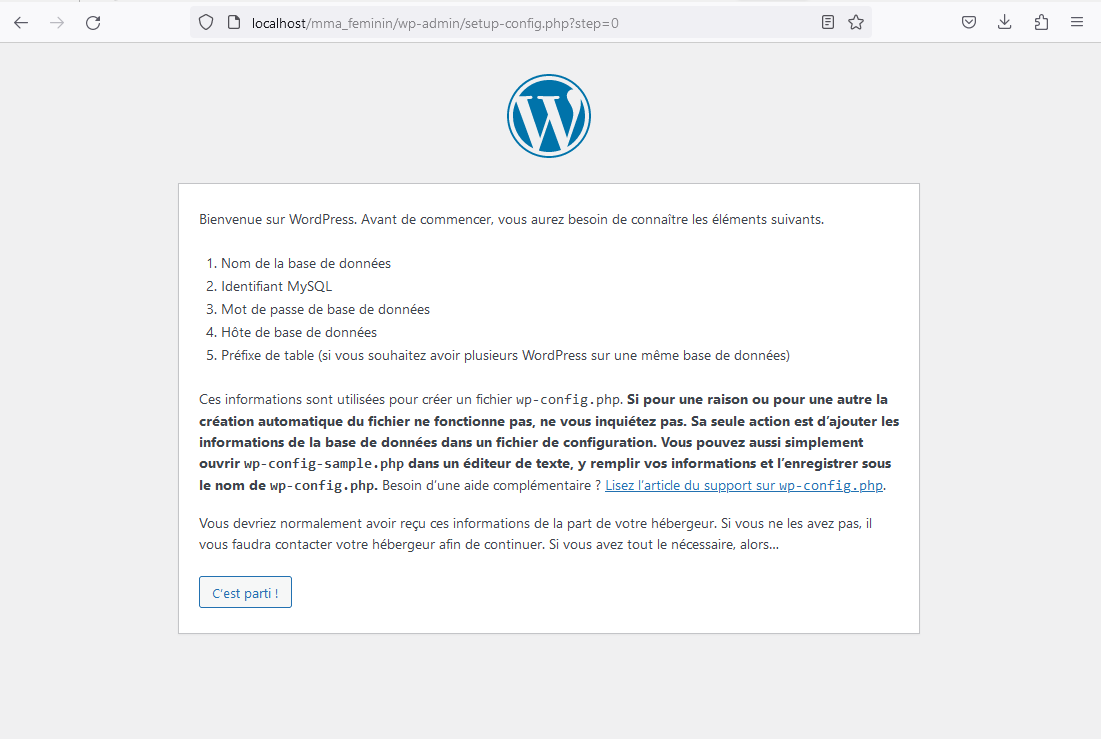 localhost/mma_feminin/wp-admin/setup-config.php?step=0
Bienvenue sur WordPress. Avant de commencer, vous aurez besoin de connaître les éléments suivants.
1. Nom de la base de données
2. Identifiant MySQL
3. Mot de passe de base de données
4. Hôte de base de données
5. Préfixe de table (si vous souhaitez avoir plusieurs WordPress sur une même base de données)
Ces informations sont utilisées pour créer un fichier wp-config.php. Si pour une raison ou pour une autre la
création automatique du fichier ne fonctionne pas, ne vous inquiétez pas. Sa seule action est d’ajouter les
informations de la base de données dans un fichier de configuration. Vous pouvez aussi simplement
ouvrir wp-config-sample.php dans un éditeur de texte, y remplir vos informations et l’enregistrer sous
le nom de wp-config.php. Besoin d’une aide complémentaire ? Lisez l’article du support sur wp-config.php.
Vous devriez normalement avoir reçu ces informations de la part de votre hébergeur. Si vous ne les avez pas, il
vous faudra contacter votre hébergeur afin de continuer. Si vous avez tout le nécessaire, alors…
C’est parti !